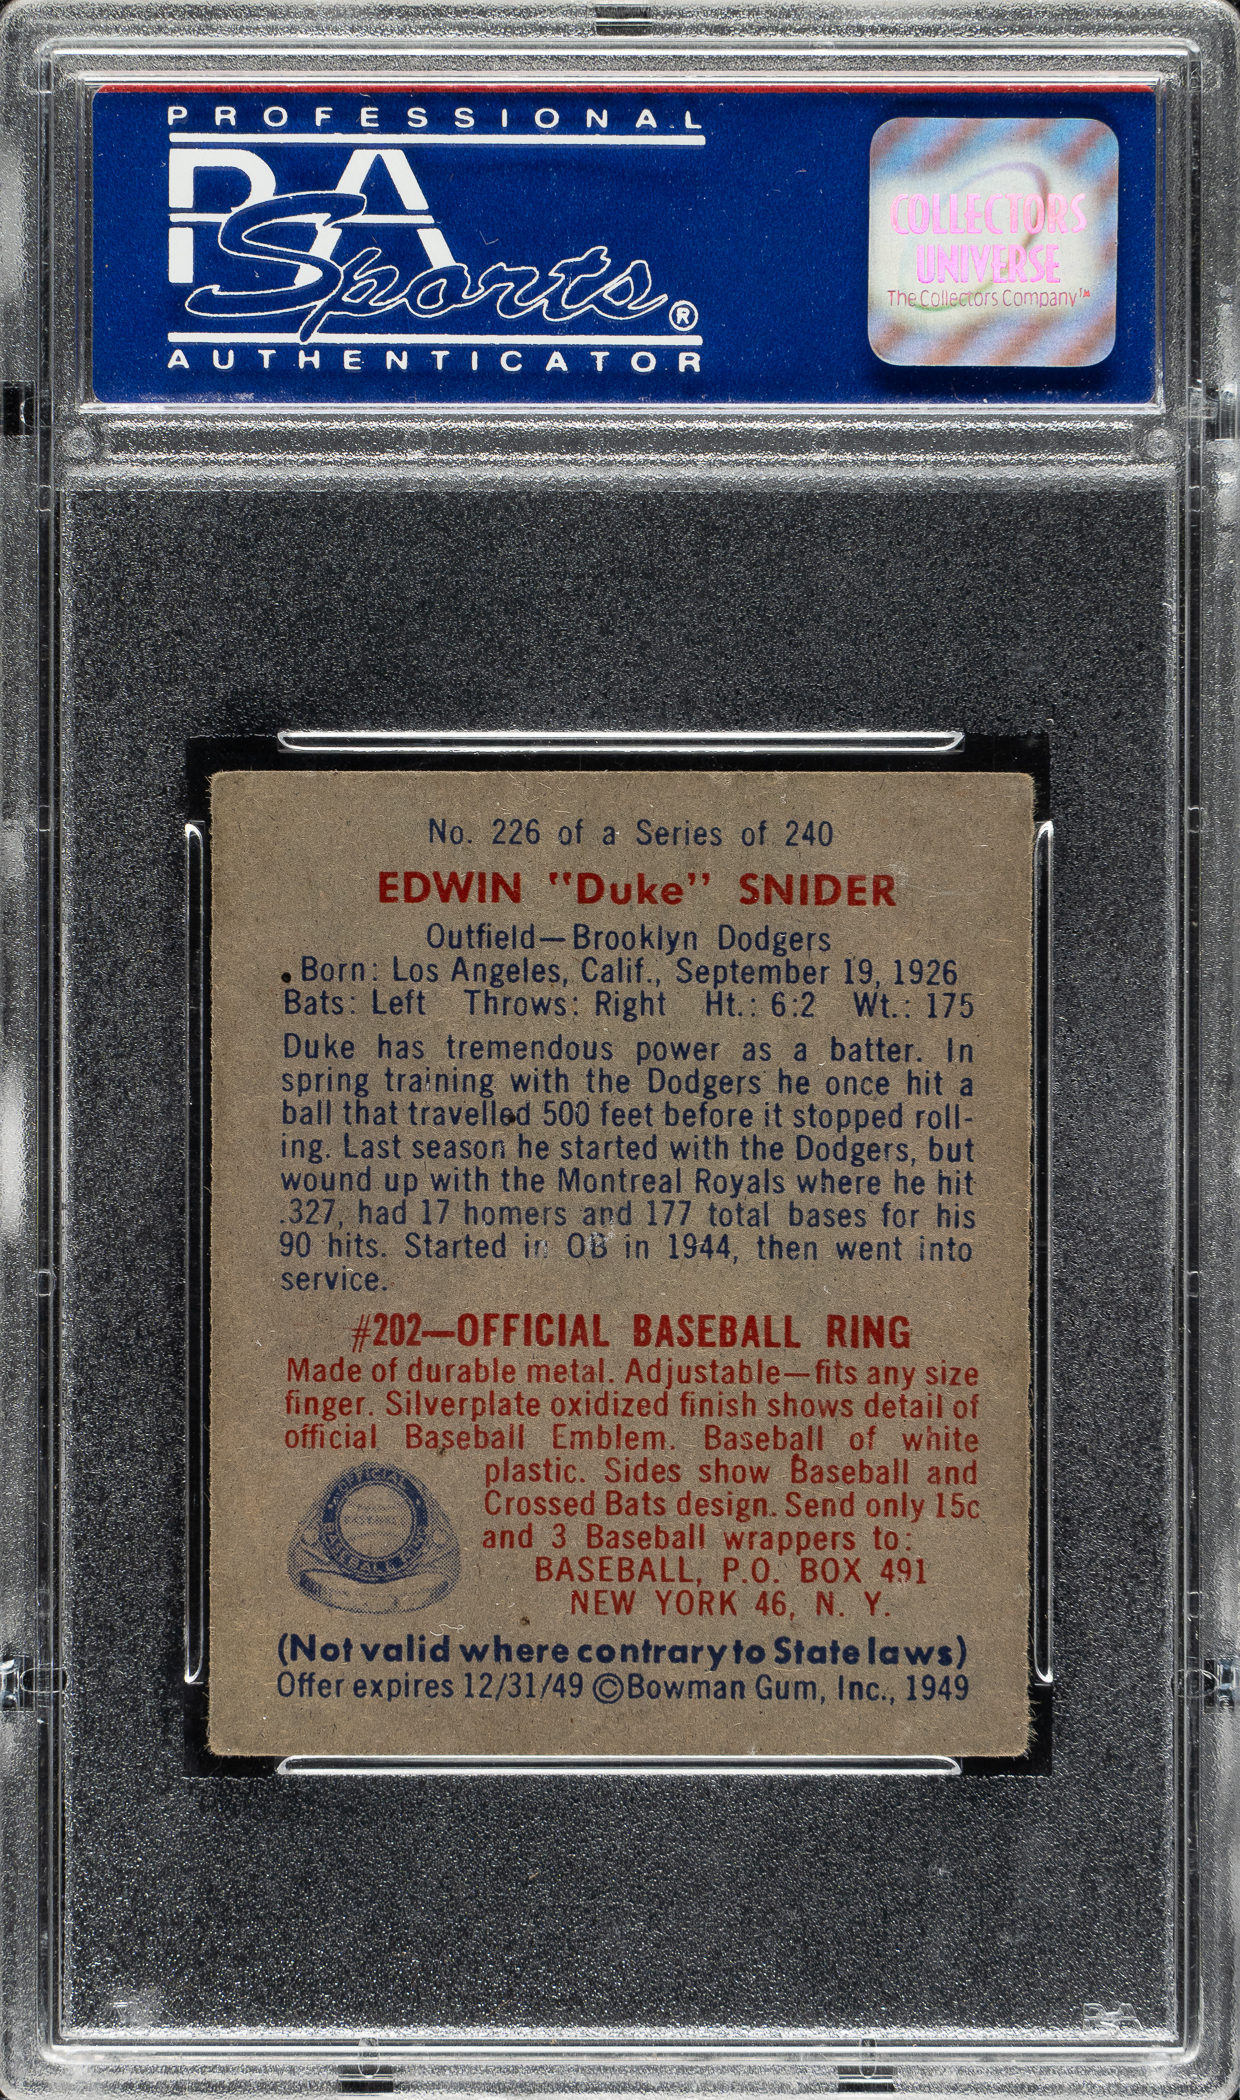 PROFESSIONAL
PSA
Sports®
AUTHENTICATOR
COLLECTORS
UNIVERSE
The Collectors Company™
No. 226 of a Series of 240
EDWIN "Duke" SNIDER
Outfield—Brooklyn Dodgers
Born: Los Angeles, Calif., September 19, 1926
Bats: Left Throws: Right Ht.: 6:2 Wt.: 175
Duke has tremendous power as a batter. In
spring training with the Dodgers he once hit a
ball that travelled 500 feet before it stopped roll-
ing. Last season he started with the Dodgers, but
wound up with the Montreal Royals where he hit
.327, had 17 homers and 177 total bases for his
90 hits. Started in OB in 1944, then went into
service.
#202—OFFICIAL BASEBALL RING
Made of durable metal. Adjustable—fits any size
finger. Silverplate oxidized finish shows detail of
official Baseball Emblem. Baseball of white
plastic. Sides show Baseball and
Crossed Bats design. Send only 15c
and 3 Baseball wrappers to:
BASEBALL, P.O. BOX 491
NEW YORK 46, N. Y.
OFFICIAL
BASEBALL RING
(Not valid where contrary to State laws)
Offer expires 12/31/49 ©Bowman Gum, Inc., 1949
PSA